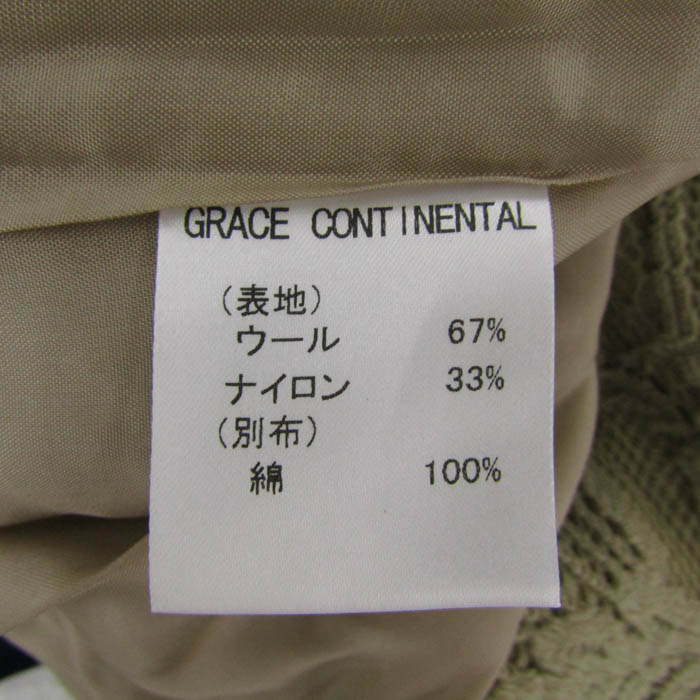 GRACE CONTINENTAL
(表地)
ウール 67%
ナイロン 33%
(別布)
綿 100%